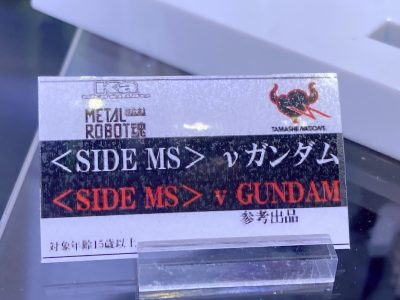 Ka
METAL
ROBOT魂
TAMASHII NATIONS
＜SIDE MS＞ νガンダム
＜SIDE MS＞ ν GUNDAM
参考出品
対象年齢15歳以上